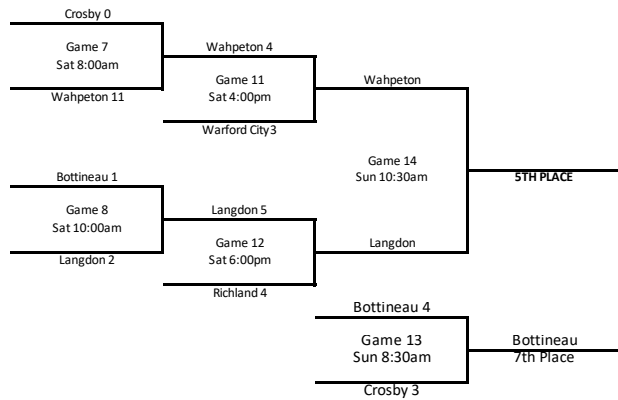 Crosby 0
Game 7
Sat 8:00am
Wahpeton 11
Wahpeton 4
Game 11
Sat 4:00pm
Warford City3
Wahpeton
Game 14
Sun 10:30am
5TH PLACE
Bottineau 1
Game 8
Sat 10:00am
Langdon 2
Langdon 5
Game 12
Sat 6:00pm
Richland 4
Langdon
Bottineau 4
Game 13
Sun 8:30am
Crosby 3
Bottineau
7th Place